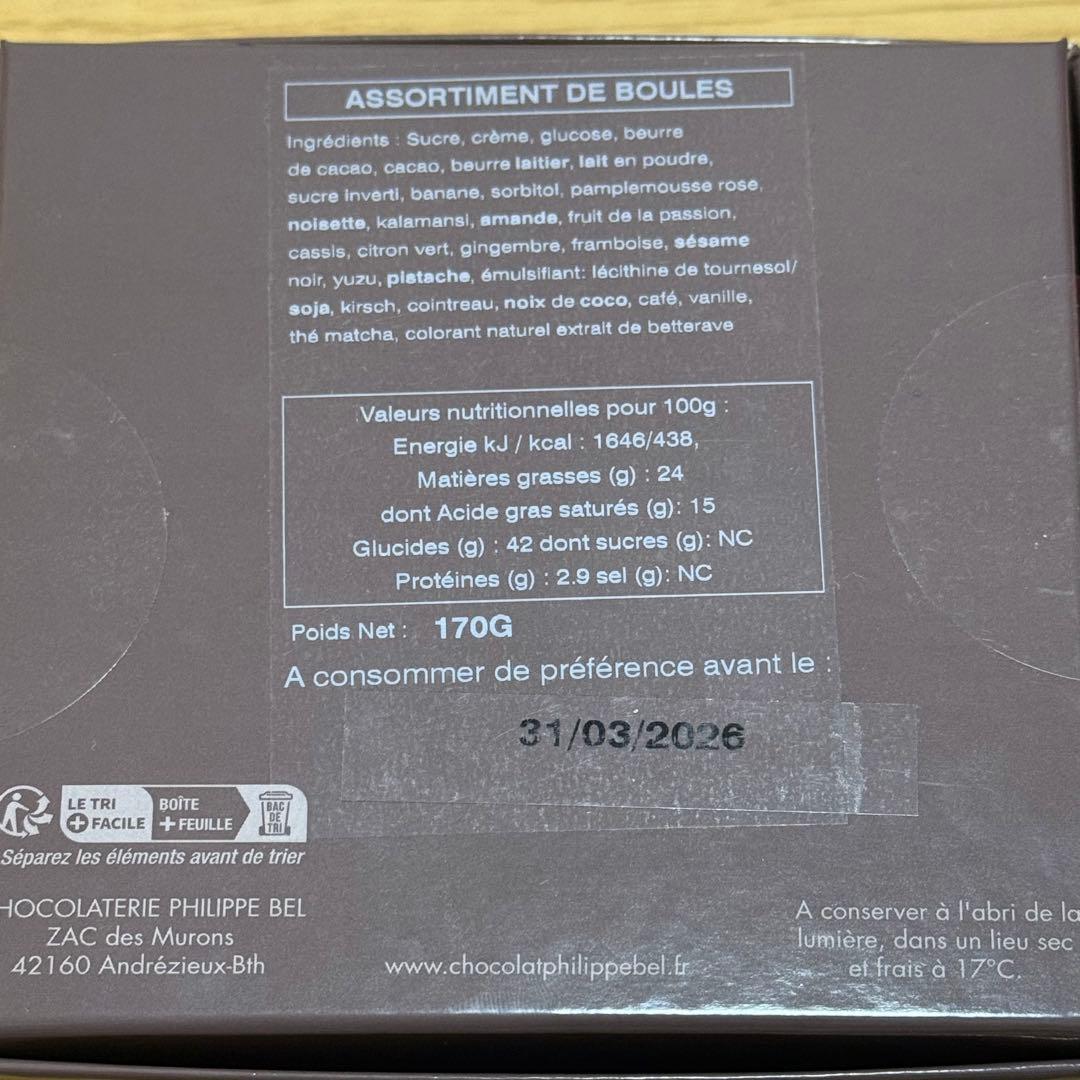 ASSORTIMENT DE BOULES
Ingrédients : Sucre, crème, glucose, beurre
de cacao, cacao, beurre laitier, lait en poudre,
sucre inverti, banane, sorbitol, pamplemousse rose,
noisette, kalamansi, amande, fruit de la passion,
cassis, citron vert, gingembre, framboise, sésame
noir, yuzu, pistache, émulsifiant: lécithine de tournesol/
soja, kirsch, cointreau, noix de coco, café, vanille,
thé matcha, colorant naturel extrait de betterave
Valeurs nutritionnelles pour 100g :
Energie kJ / kcal : 1646/438,
Matières grasses (g) : 24
dont Acide gras saturés (g): 15
Glucides (g) : 42 dont sucres (g): NC
Protéines (g) : 2.9 sel (g): NC
Poids Net : 170G
A consommer de préférence avant le :
31/03/2026
LE TRI
+ FACILE
BOÎTE
+ FEUILLE
BAC
DE
TRI
Séparez les éléments avant de trier
HOCOLATERIE PHILIPPE BEL
ZAC des Murons
42160 Andrézieux-Bth
www.chocolatphilippebel.fr
A conserver à l'abri de la
lumière, dans un lieu sec
et frais à 17°C.